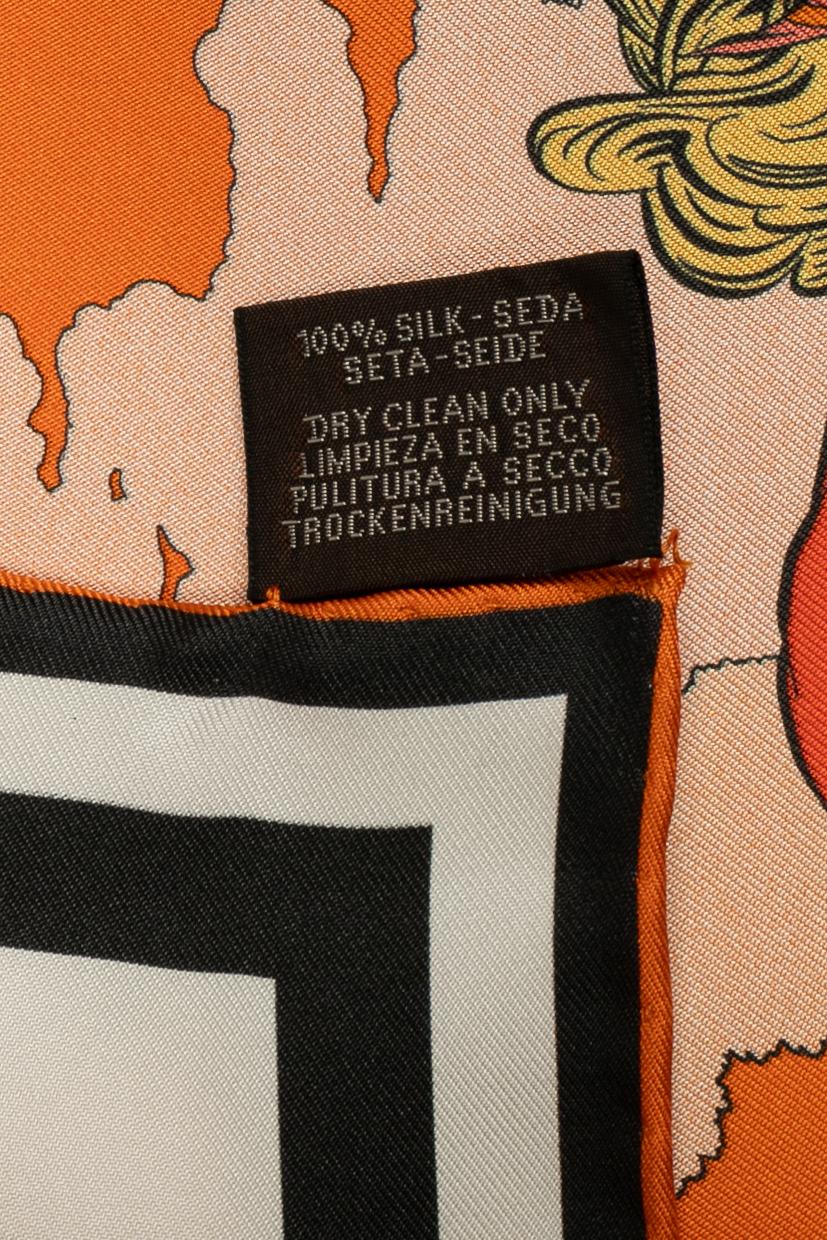 100% SILK - SEDA
SETA - SEIDE
DRY CLEAN ONLY
LIMPIEZA EN SECO
PULITURA A SECCO
TROCKENREINIGUNG